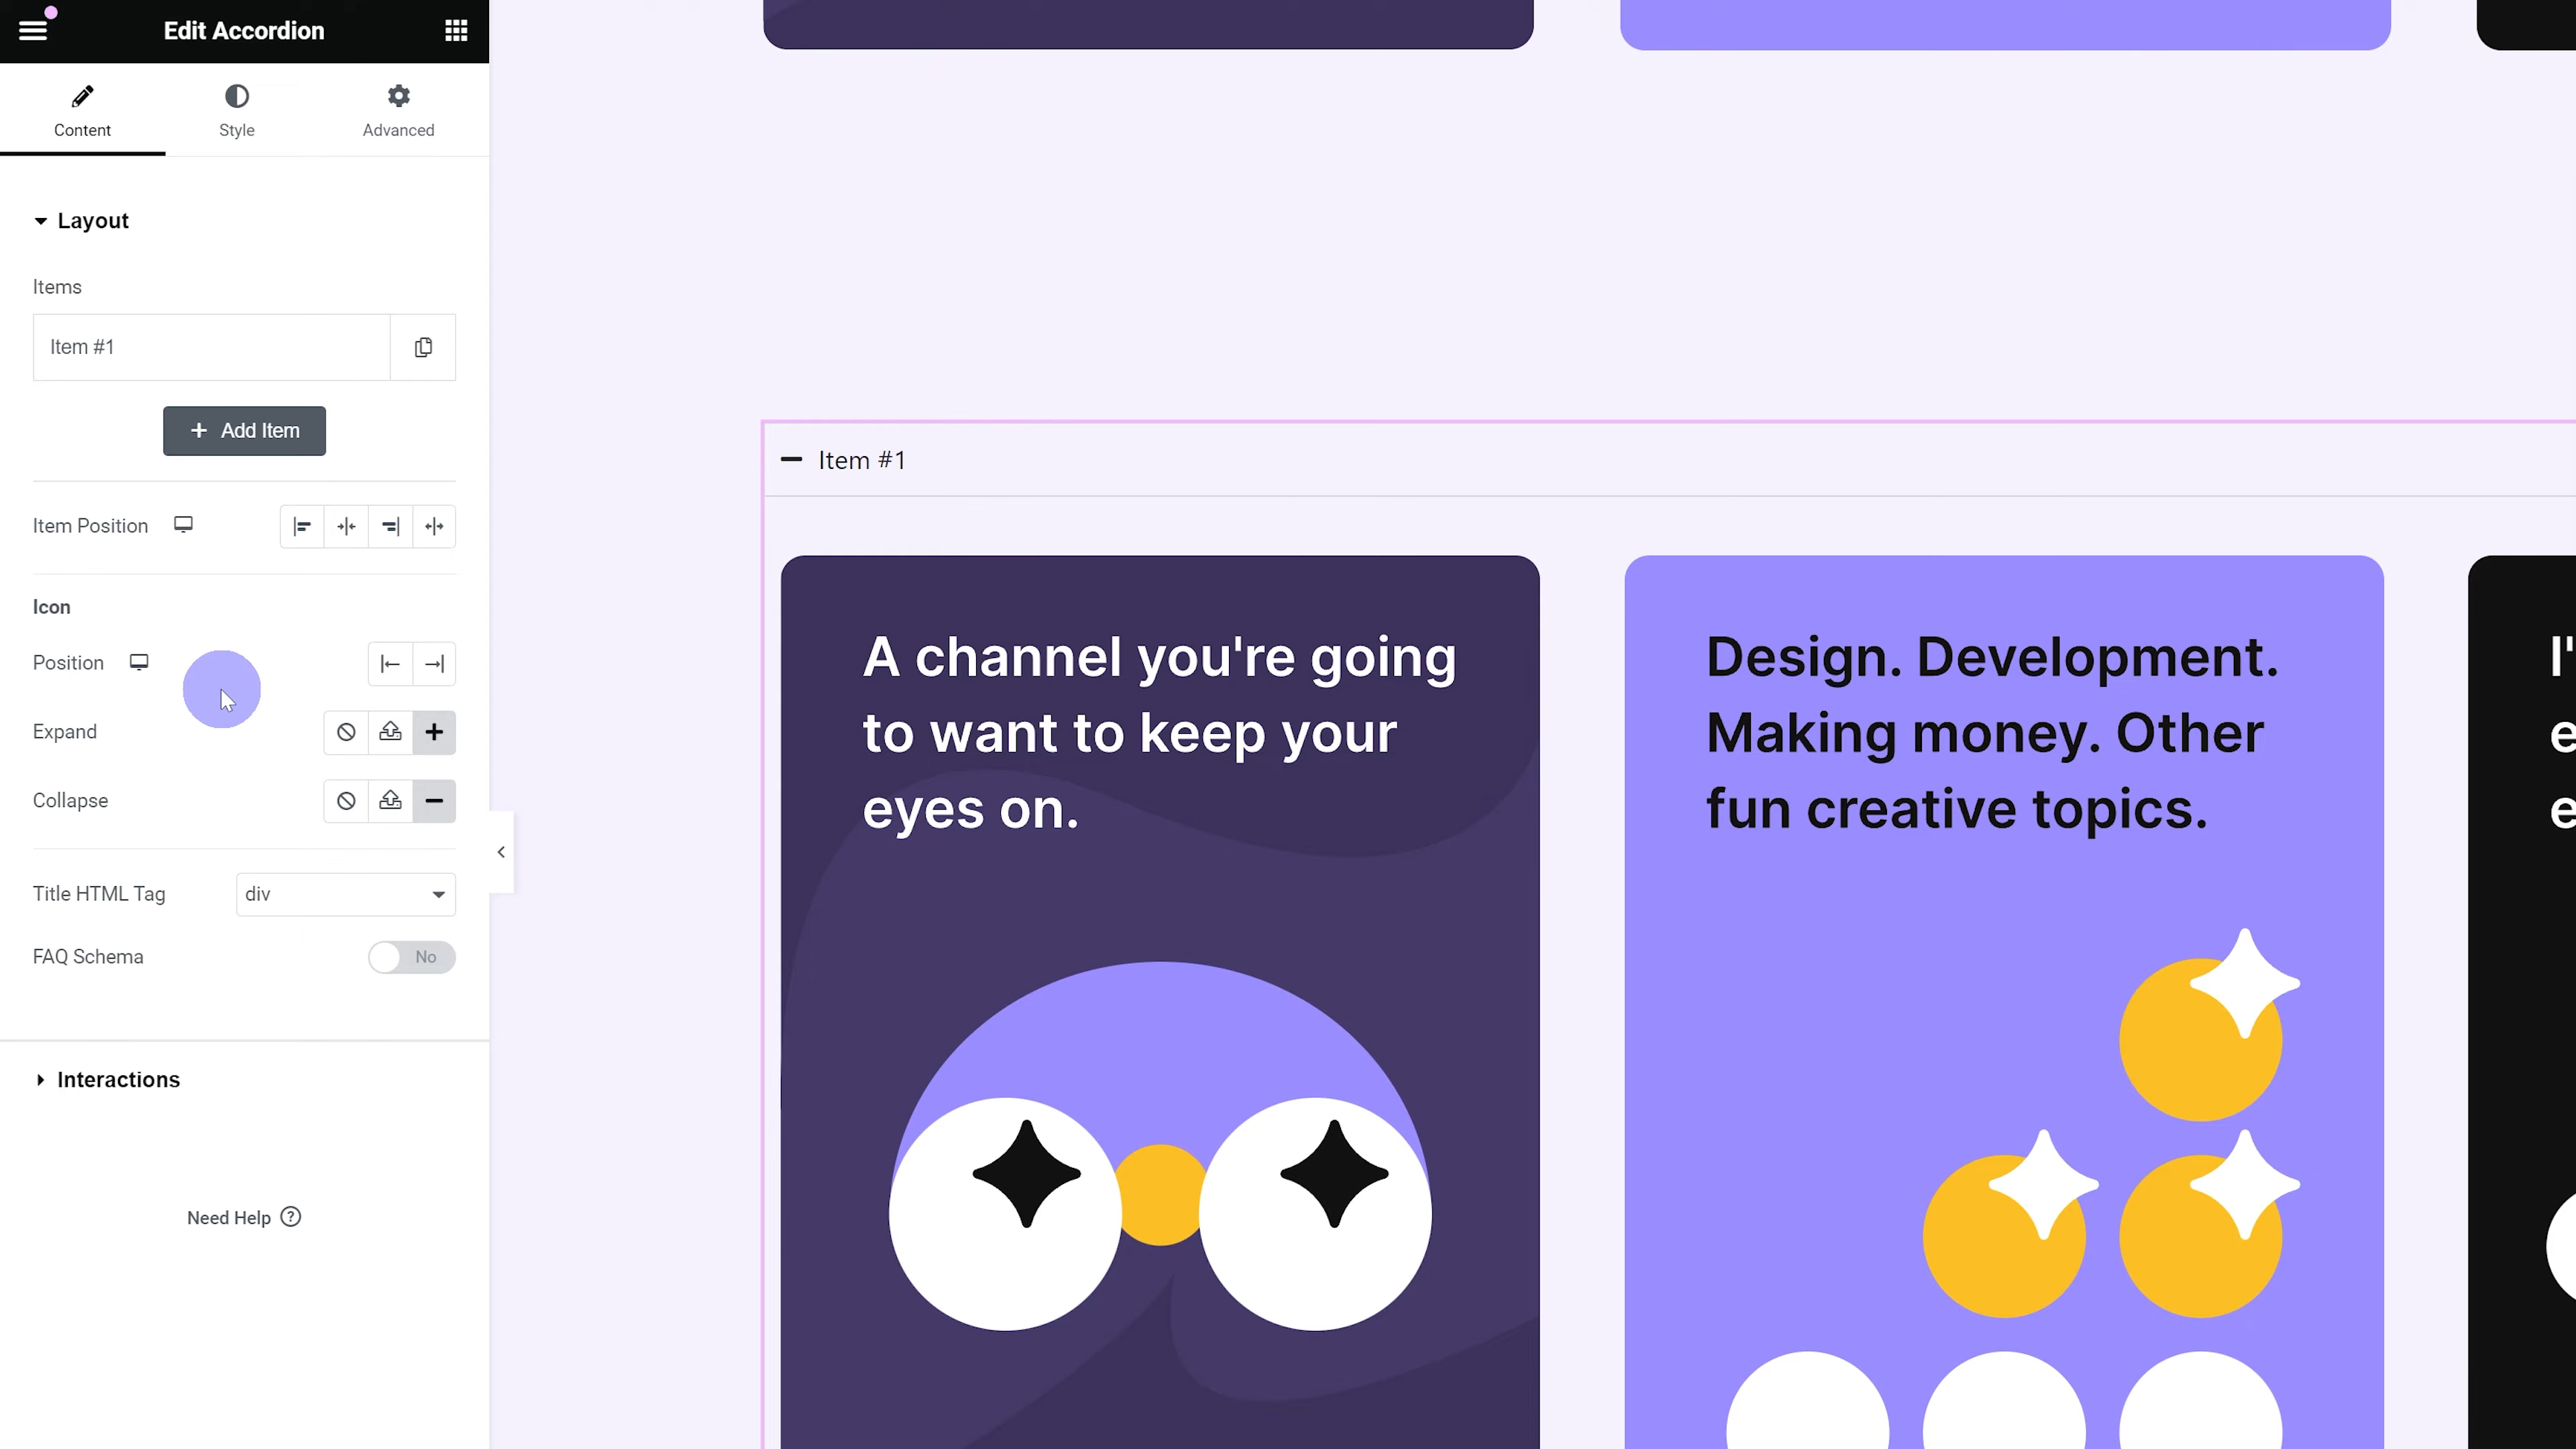 Edit Accordion
Content
Style
Advanced
Layout
Items
Item #1
+ Add Item
Item Position
Icon
Position
Expand
Collapse
Title HTML Tag
div
FAQ Schema
No
Interactions
Need Help ?
Item #1
A channel you're going
to want to keep your
eyes on.
Design. Development.
Making money. Other
fun creative topics.
I'
e
e